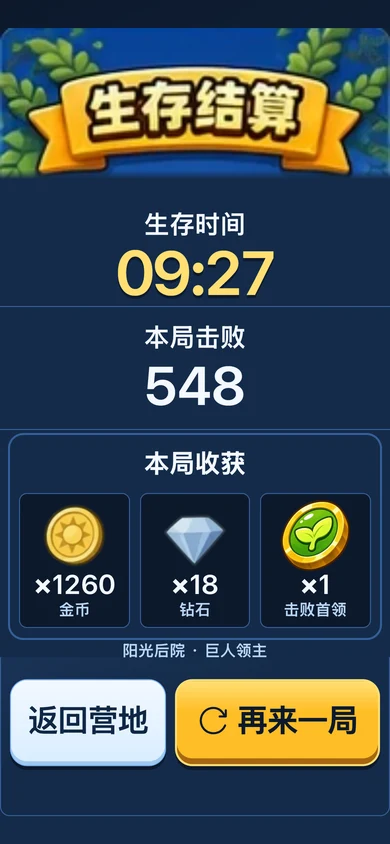 生存结算
生存时间
09:27
本局击败
548
本局收获
×1260
金币
×18
钻石
×1
击败首领
阳光后院 · 巨人领主
返回营地
再来一局